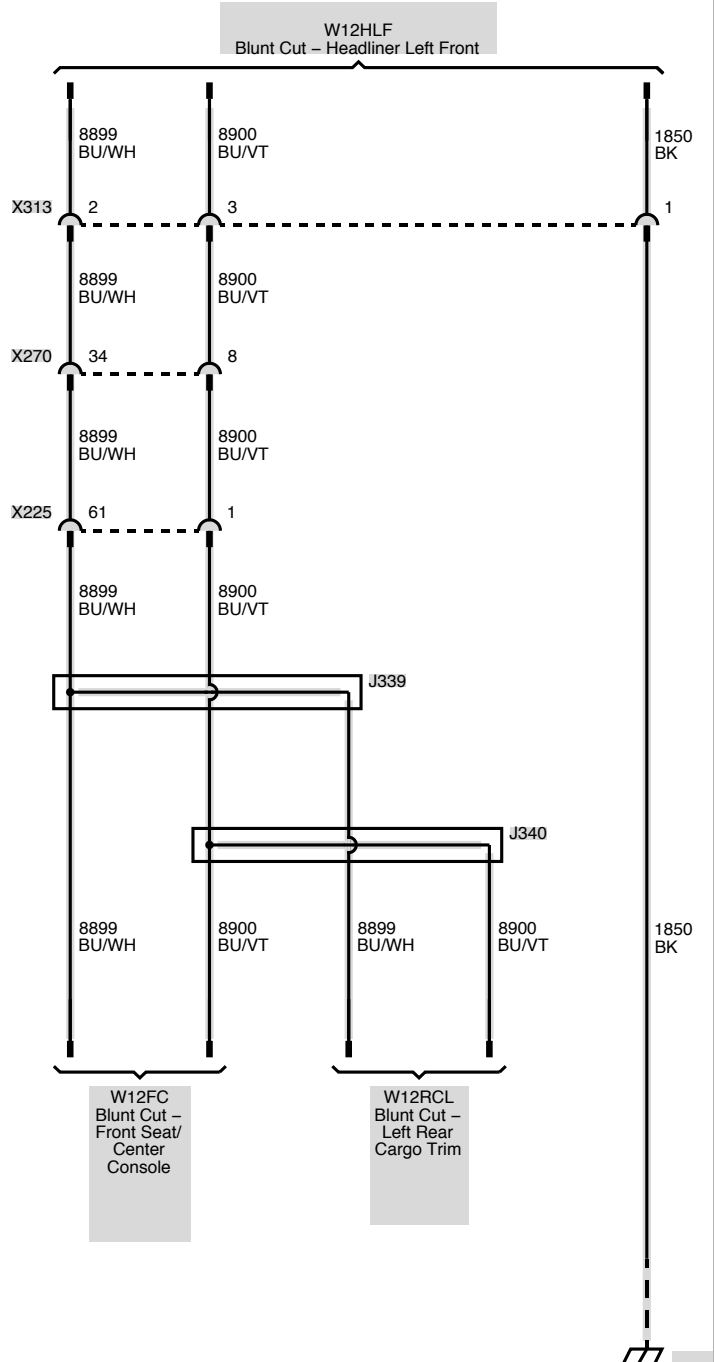 W12HLF
Blunt Cut – Headliner Left Front
8899
BU/WH
8900
BU/VT
1850
BK
X313
2
3
1
8899
BU/WH
8900
BU/VT
X270
34
8
8899
BU/WH
8900
BU/VT
X225
61
1
8899
BU/WH
8900
BU/VT
J339
J340
8899
BU/WH
8900
BU/VT
8899
BU/WH
8900
BU/VT
1850
BK
W12FC
Blunt Cut –
Front Seat/
Center
Console
W12RCL
Blunt Cut –
Left Rear
Cargo Trim